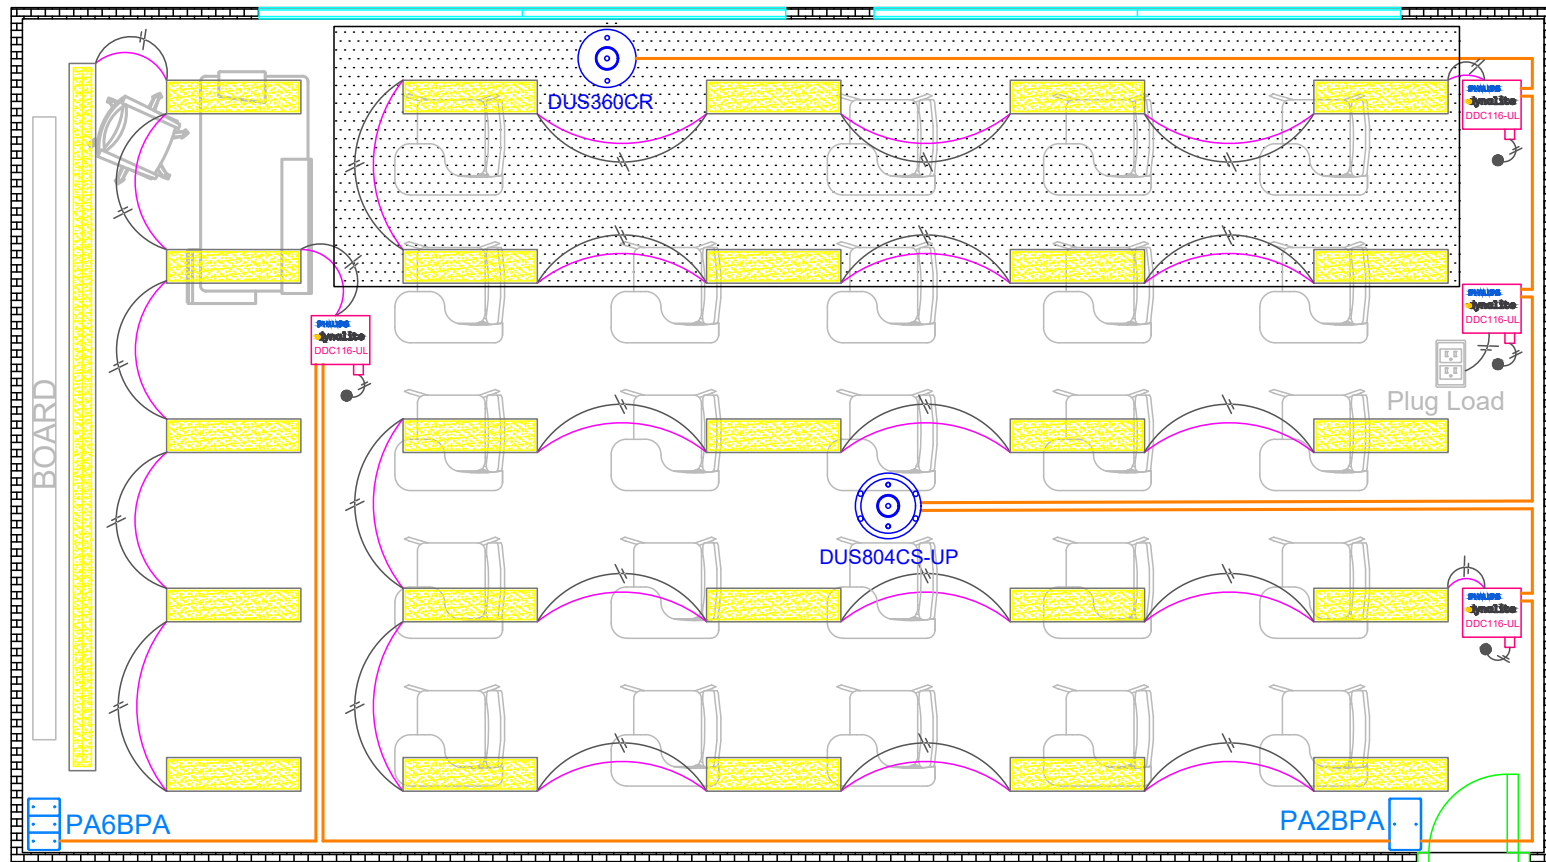 DUS360CR
PHILIPS
dynalite
DDC116-UL
PHILIPS
dynalite
DDC116-UL
PHILIPS
dynalite
DDC116-UL
Plug Load
BOARD
DUS804CS-UP
PHILIPS
dynalite
DDC116-UL
PA6BPA
PA2BPA